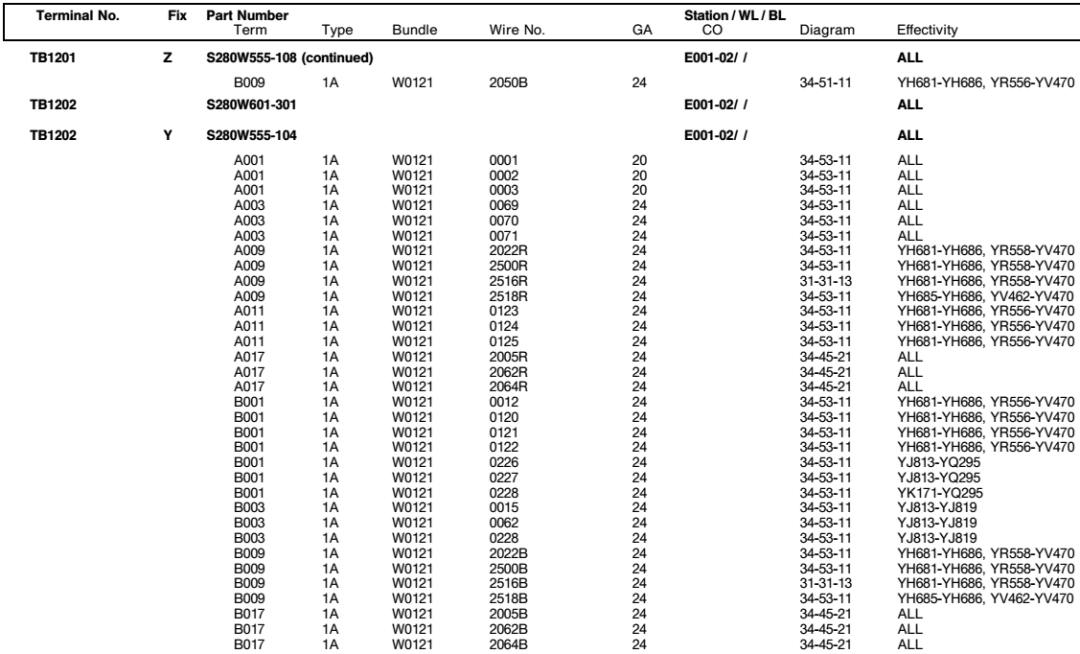 Terminal No. Fix Part Number Station / WL / BL
Term Type Bundle Wire No. GA CO Diagram Effectivity
TB1201 Z S280W555-108 (continued) E001-02/ / ALL
B009 1A W0121 2050B 24 34-51-11 YH681-YH686, YR556-YV470
TB1202 S280W601-301 E001-02/ / ALL
TB1202 Y S280W555-104 E001-02/ / ALL
A001 1A W0121 0001 20 34-53-11 ALL
A001 1A W0121 0002 20 34-53-11 ALL
A001 1A W0121 0003 20 34-53-11 ALL
A003 1A W0121 0069 24 34-53-11 ALL
A003 1A W0121 0070 24 34-53-11 ALL
A003 1A W0121 0071 24 34-53-11 ALL
A009 1A W0121 2022R 24 34-53-11 YH681-YH686, YR558-YV470
A009 1A W0121 2500R 24 34-53-11 YH681-YH686, YR558-YV470
A009 1A W0121 2516R 24 31-31-13 YH681-YH686, YR558-YV470
A009 1A W0121 2518R 24 34-53-11 YH685-YH686, YV462-YV470
A011 1A W0121 0123 24 34-53-11 YH681-YH686, YR556-YV470
A011 1A W0121 0124 24 34-53-11 YH681-YH686, YR556-YV470
A011 1A W0121 0125 24 34-53-11 YH681-YH686, YR556-YV470
A017 1A W0121 2005R 24 34-45-21 ALL
A017 1A W0121 2062R 24 34-45-21 ALL
A017 1A W0121 2064R 24 34-45-21 ALL
B001 1A W0121 0012 24 34-53-11 YH681-YH686, YR556-YV470
B001 1A W0121 0120 24 34-53-11 YH681-YH686, YR556-YV470
B001 1A W0121 0121 24 34-53-11 YH681-YH686, YR556-YV470
B001 1A W0121 0122 24 34-53-11 YH681-YH686, YR556-YV470
B001 1A W0121 0226 24 34-53-11 YJ813-YQ295
B001 1A W0121 0227 24 34-53-11 YJ813-YQ295
B001 1A W0121 0228 24 34-53-11 YK171-YQ295
B003 1A W0121 0015 24 34-53-11 YJ813-YJ819
B003 1A W0121 0062 24 34-53-11 YJ813-YJ819
B003 1A W0121 0228 24 34-53-11 YJ813-YJ819
B009 1A W0121 2022B 24 34-53-11 YH681-YH686, YR558-YV470
B009 1A W0121 2500B 24 34-53-11 YH681-YH686, YR558-YV470
B009 1A W0121 2516B 24 31-31-13 YH681-YH686, YR558-YV470
B009 1A W0121 2518B 24 34-53-11 YH685-YH686, YV462-YV470
B017 1A W0121 2005B 24 34-45-21 ALL
B017 1A W0121 2062B 24 34-45-21 ALL
B017 1A W0121 2064B 24 34-45-21 ALL